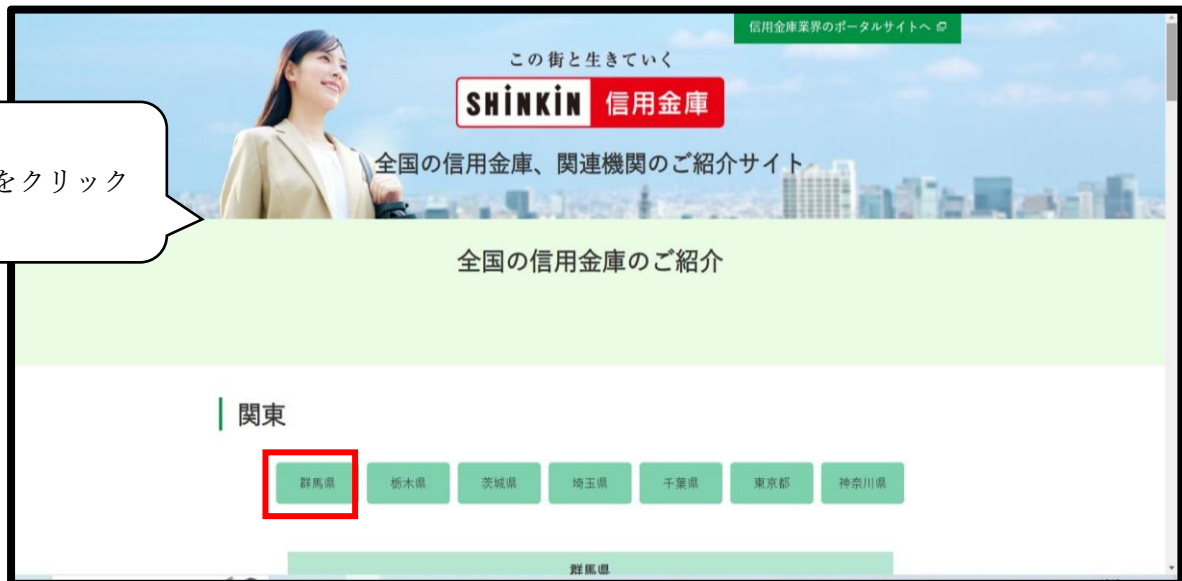 信用金庫業界のポータルサイトへ
この街と生きていく
SHINKIN 信用金庫
全国の信用金庫、関連機関のご紹介サイト
をクリック
全国の信用金庫のご紹介
関東
群馬県 栃木県 茨城県 埼玉県 千葉県 東京都 神奈川県
群馬県